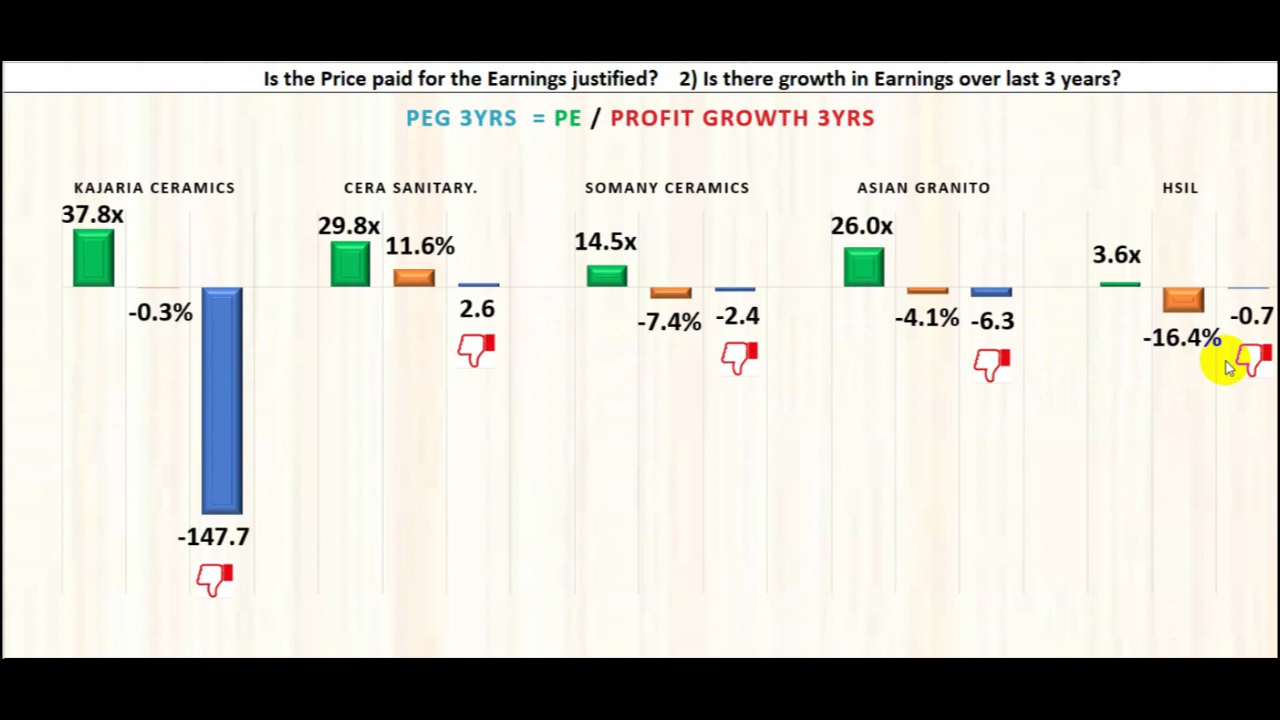 Is the Price paid for the Earnings justified? 2) Is there growth in Earnings over last 3 years?
PEG 3YRS = PE / PROFIT GROWTH 3YRS
KAJARIA CERAMICS
37.8x
-0.3%
-147.7
CERA SANITARY.
29.8x
11.6%
2.6
SOMANY CERAMICS
14.5x
-7.4%
-2.4
ASIAN GRANITO
26.0x
-4.1%
-6.3
HSIL
3.6x
-16.4%
-0.7